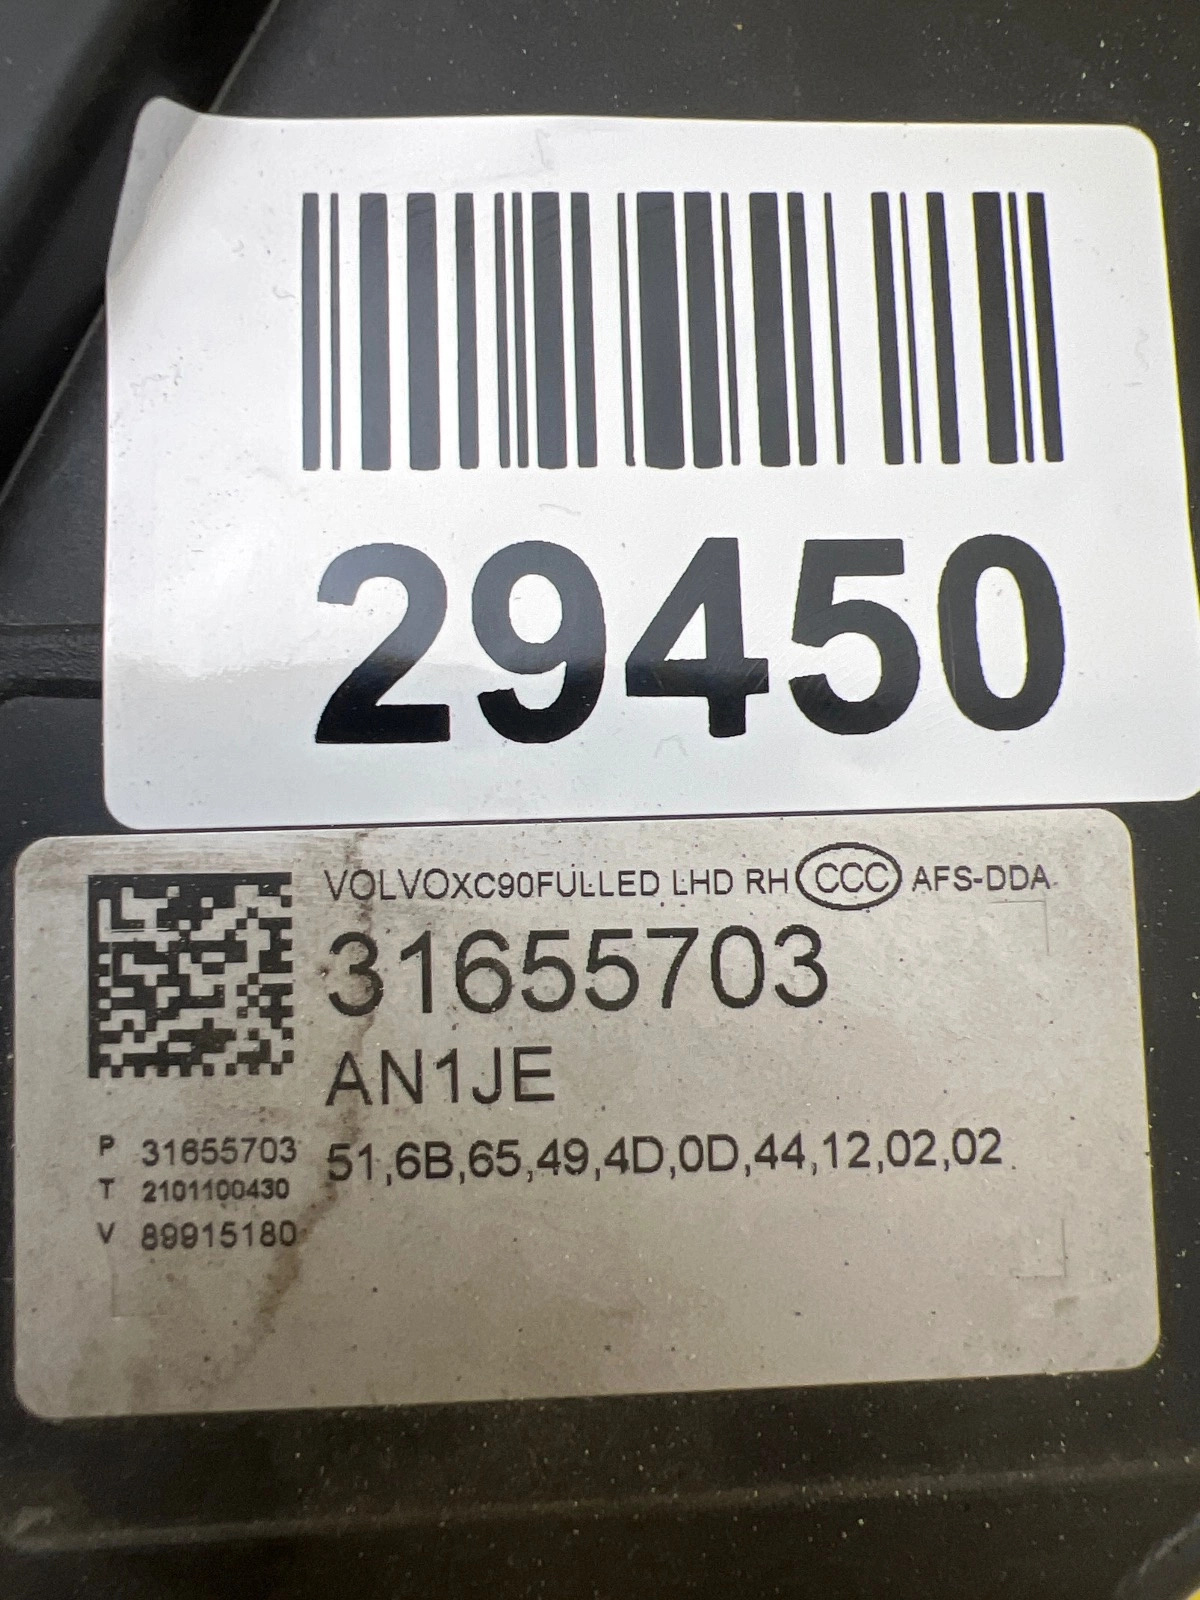 29450
VOLVOXC90FULLED LHD RH CCC AFS-DDA
31655703
AN1JE
51,6B,65,49,4D,0D,44,12,02,02
P 31655703
T 2101100430
V 89915180